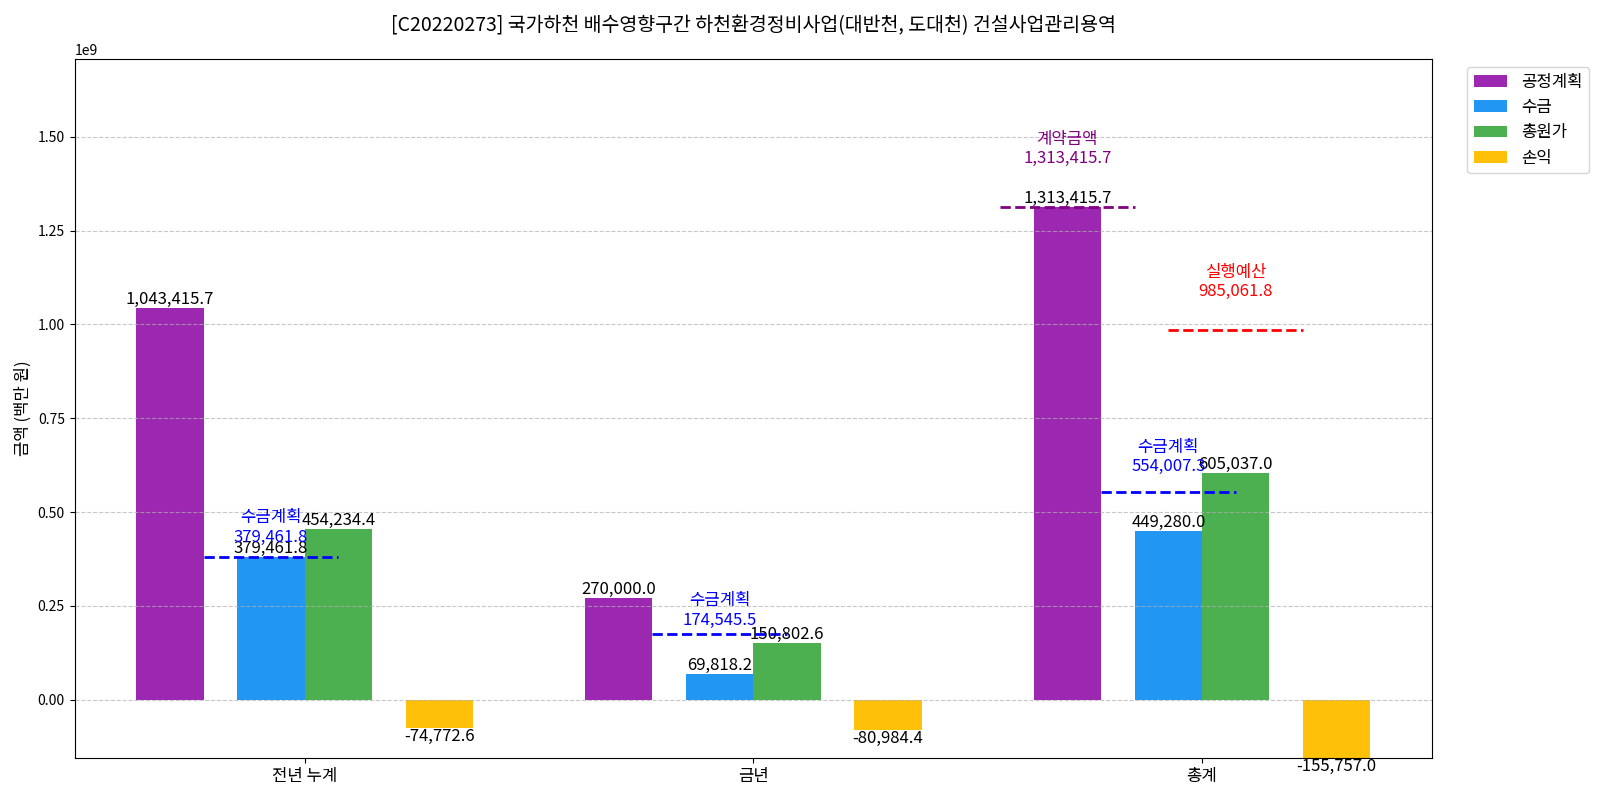 [C20220273] 국가하천 배수영향구간 하천환경정비사업(대반천, 도대천) 건설사업관리용역
1e9
공정계획
수금
총원가
손익
금액 (백만 원)
1.50
1.25
1.00
0.75
0.50
0.25
0.00
1,043,415.7
수금계획
379,461.8
379,461.8
454,234.4
-74,772.6
270,000.0
수금계획
174,545.5
69,818.2
150,802.6
-80,984.4
계약금액
1,313,415.7
1,313,415.7
실행예산
985,061.8
수금계획
554,007.3
449,280.0
605,037.0
-155,757.0
전년 누계
금년
총계